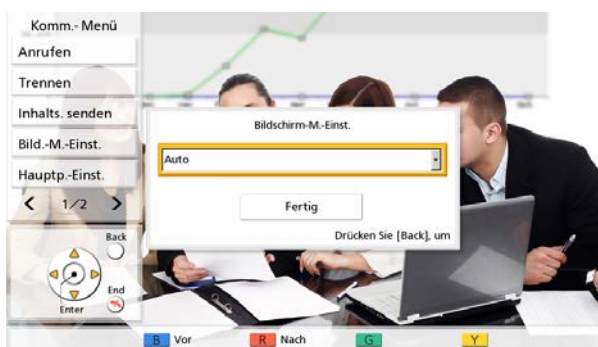 Komm.- Menü
Anrufen
Trennen
Inhalts. senden
Bild.-M.-Einst.
Hauptp.-Einst.
1/2
Back
End
Enter
Bildschirm-M.-Einst.
Auto
Fertig
Drücken Sie [Back], um
B Vor R Nach G Y